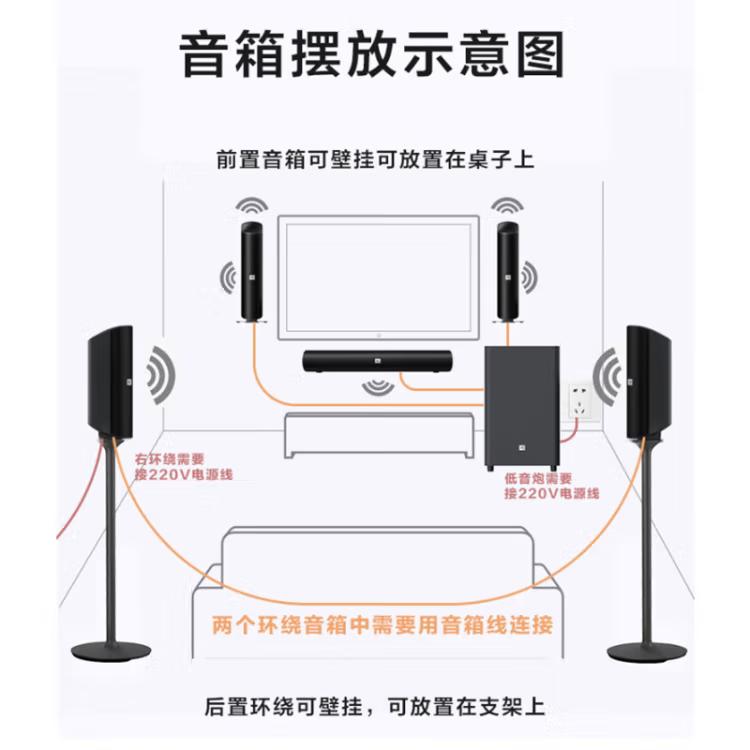 音箱摆放示意图
前置音箱可壁挂可放置在桌子上
右环绕需要
接220V电源线
低音炮需要
接220V电源线
两个环绕音箱中需要用音箱线连接
后置环绕可壁挂，可放置在支架上